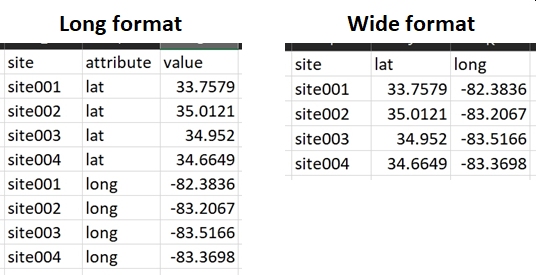 Long format
site attribute value
site001 lat 33.7579
site002 lat 35.0121
site003 lat 34.952
site004 lat 34.6649
site001 long -82.3836
site002 long -83.2067
site003 long -83.5166
site004 long -83.3698
Wide format
site lat long
site001 33.7579 -82.3836
site002 35.0121 -83.2067
site003 34.952 -83.5166
site004 34.6649 -83.3698